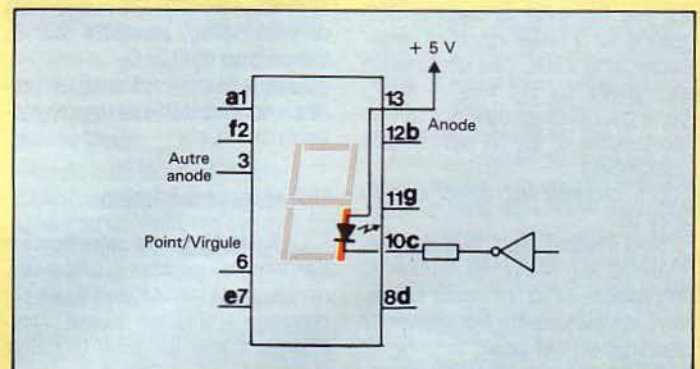 + 5 V
a1
13
Anode
f2
12b
Autre
anode
3
11g
Point/Virgule
10c
6
e7
8d